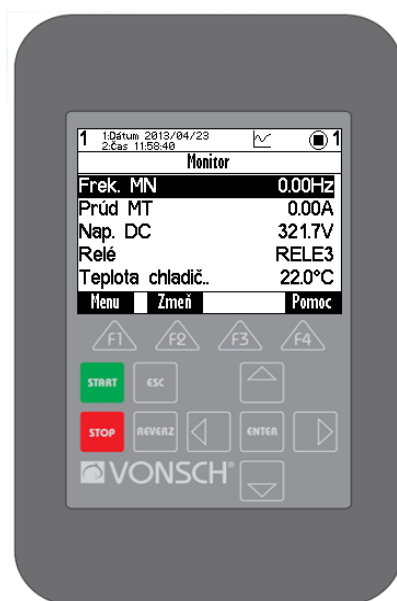 1 1:Dátum 2013/04/23 1
2:Čas 11:58:40
Monitor
Frek. MN 0.00Hz
Prúd MT 0.00A
Nap. DC 321.7V
Relé RELE3
Teplota chladič.. 22.0°C
Menu Zmeň Pomoc
F1 F2 F3 F4
START ESC
STOP REVERZ ENTER
VONSCH®